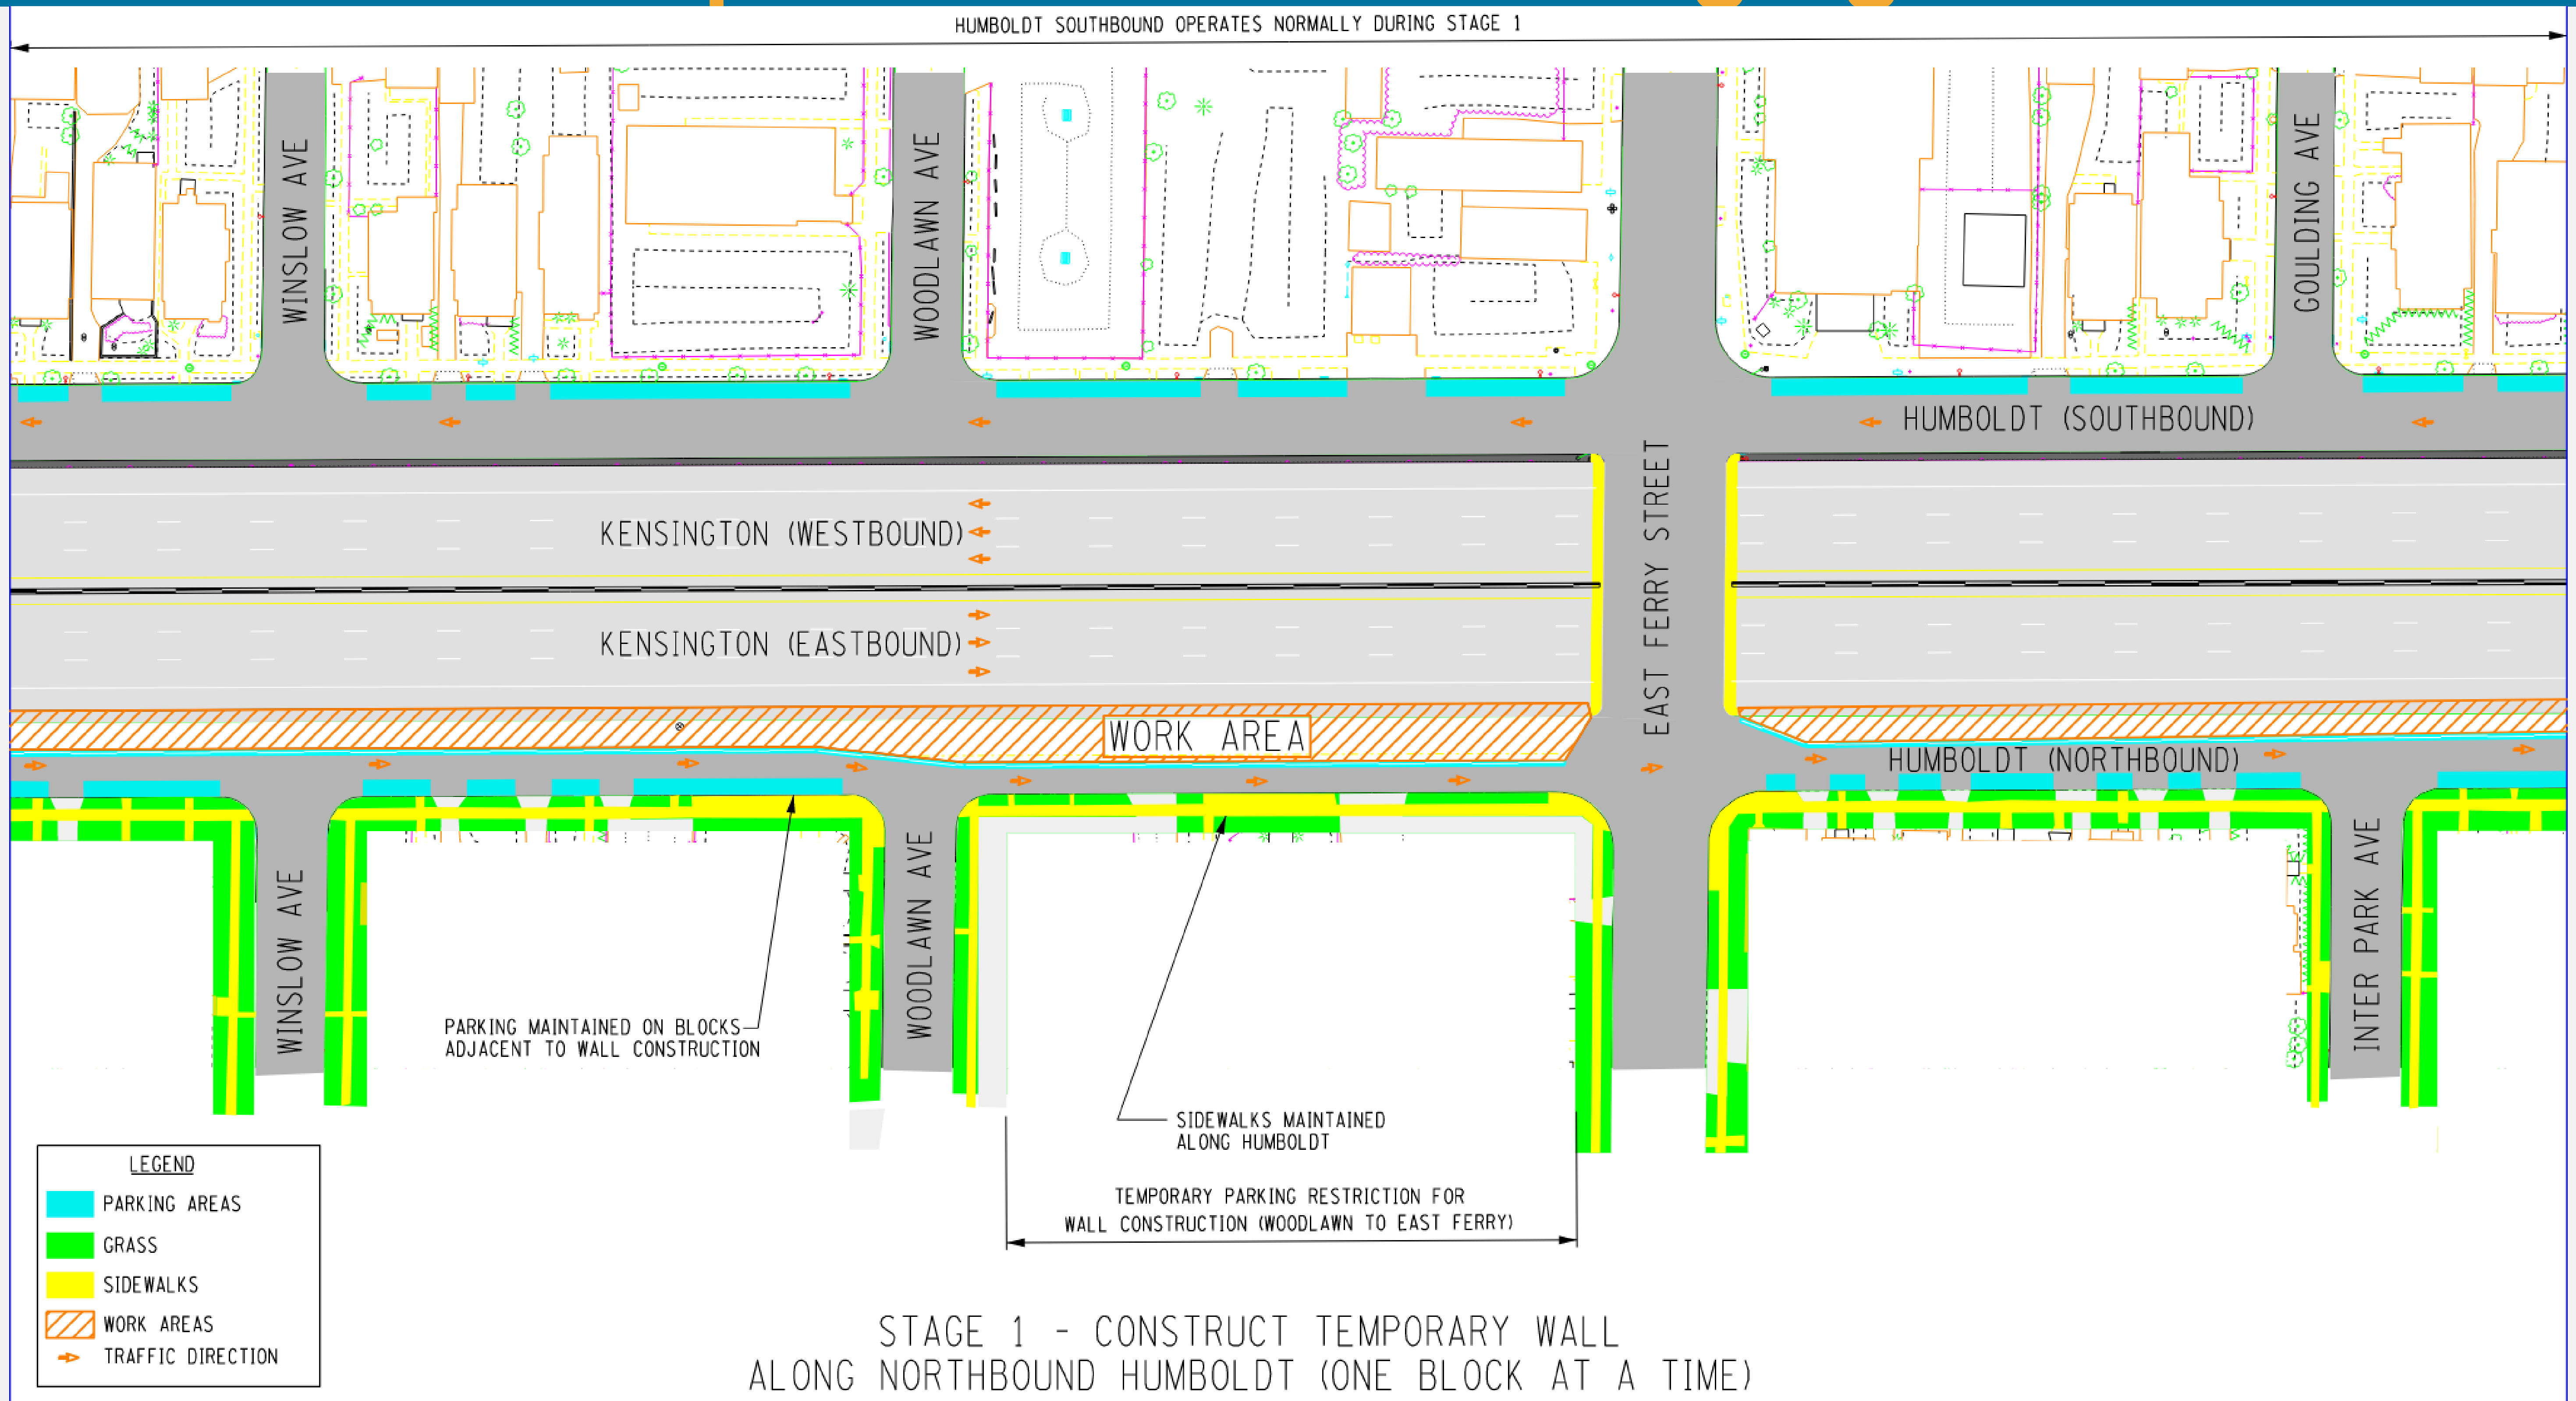 HUMBOLDT SOUTHBOUND OPERATES NORMALLY DURING STAGE 1
WINSLOW AVE
WOODLAWN AVE
GOULDING AVE
HUMBOLDT (SOUTHBOUND)
EAST FERRY STREET
KENSINGTON (WESTBOUND)
KENSINGTON (EASTBOUND)
WORK AREA
HUMBOLDT (NORTHBOUND)
WINSLOW AVE
WOODLAWN AVE
INTER PARK AVE
PARKING MAINTAINED ON BLOCKS
ADJACENT TO WALL CONSTRUCTION
SIDEWALKS MAINTAINED
ALONG HUMBOLDT
TEMPORARY PARKING RESTRICTION FOR
WALL CONSTRUCTION (WOODLAWN TO EAST FERRY)
LEGEND
PARKING AREAS
GRASS
SIDEWALKS
WORK AREAS
TRAFFIC DIRECTION
STAGE 1 - CONSTRUCT TEMPORARY WALL
ALONG NORTHBOUND HUMBOLDT (ONE BLOCK AT A TIME)